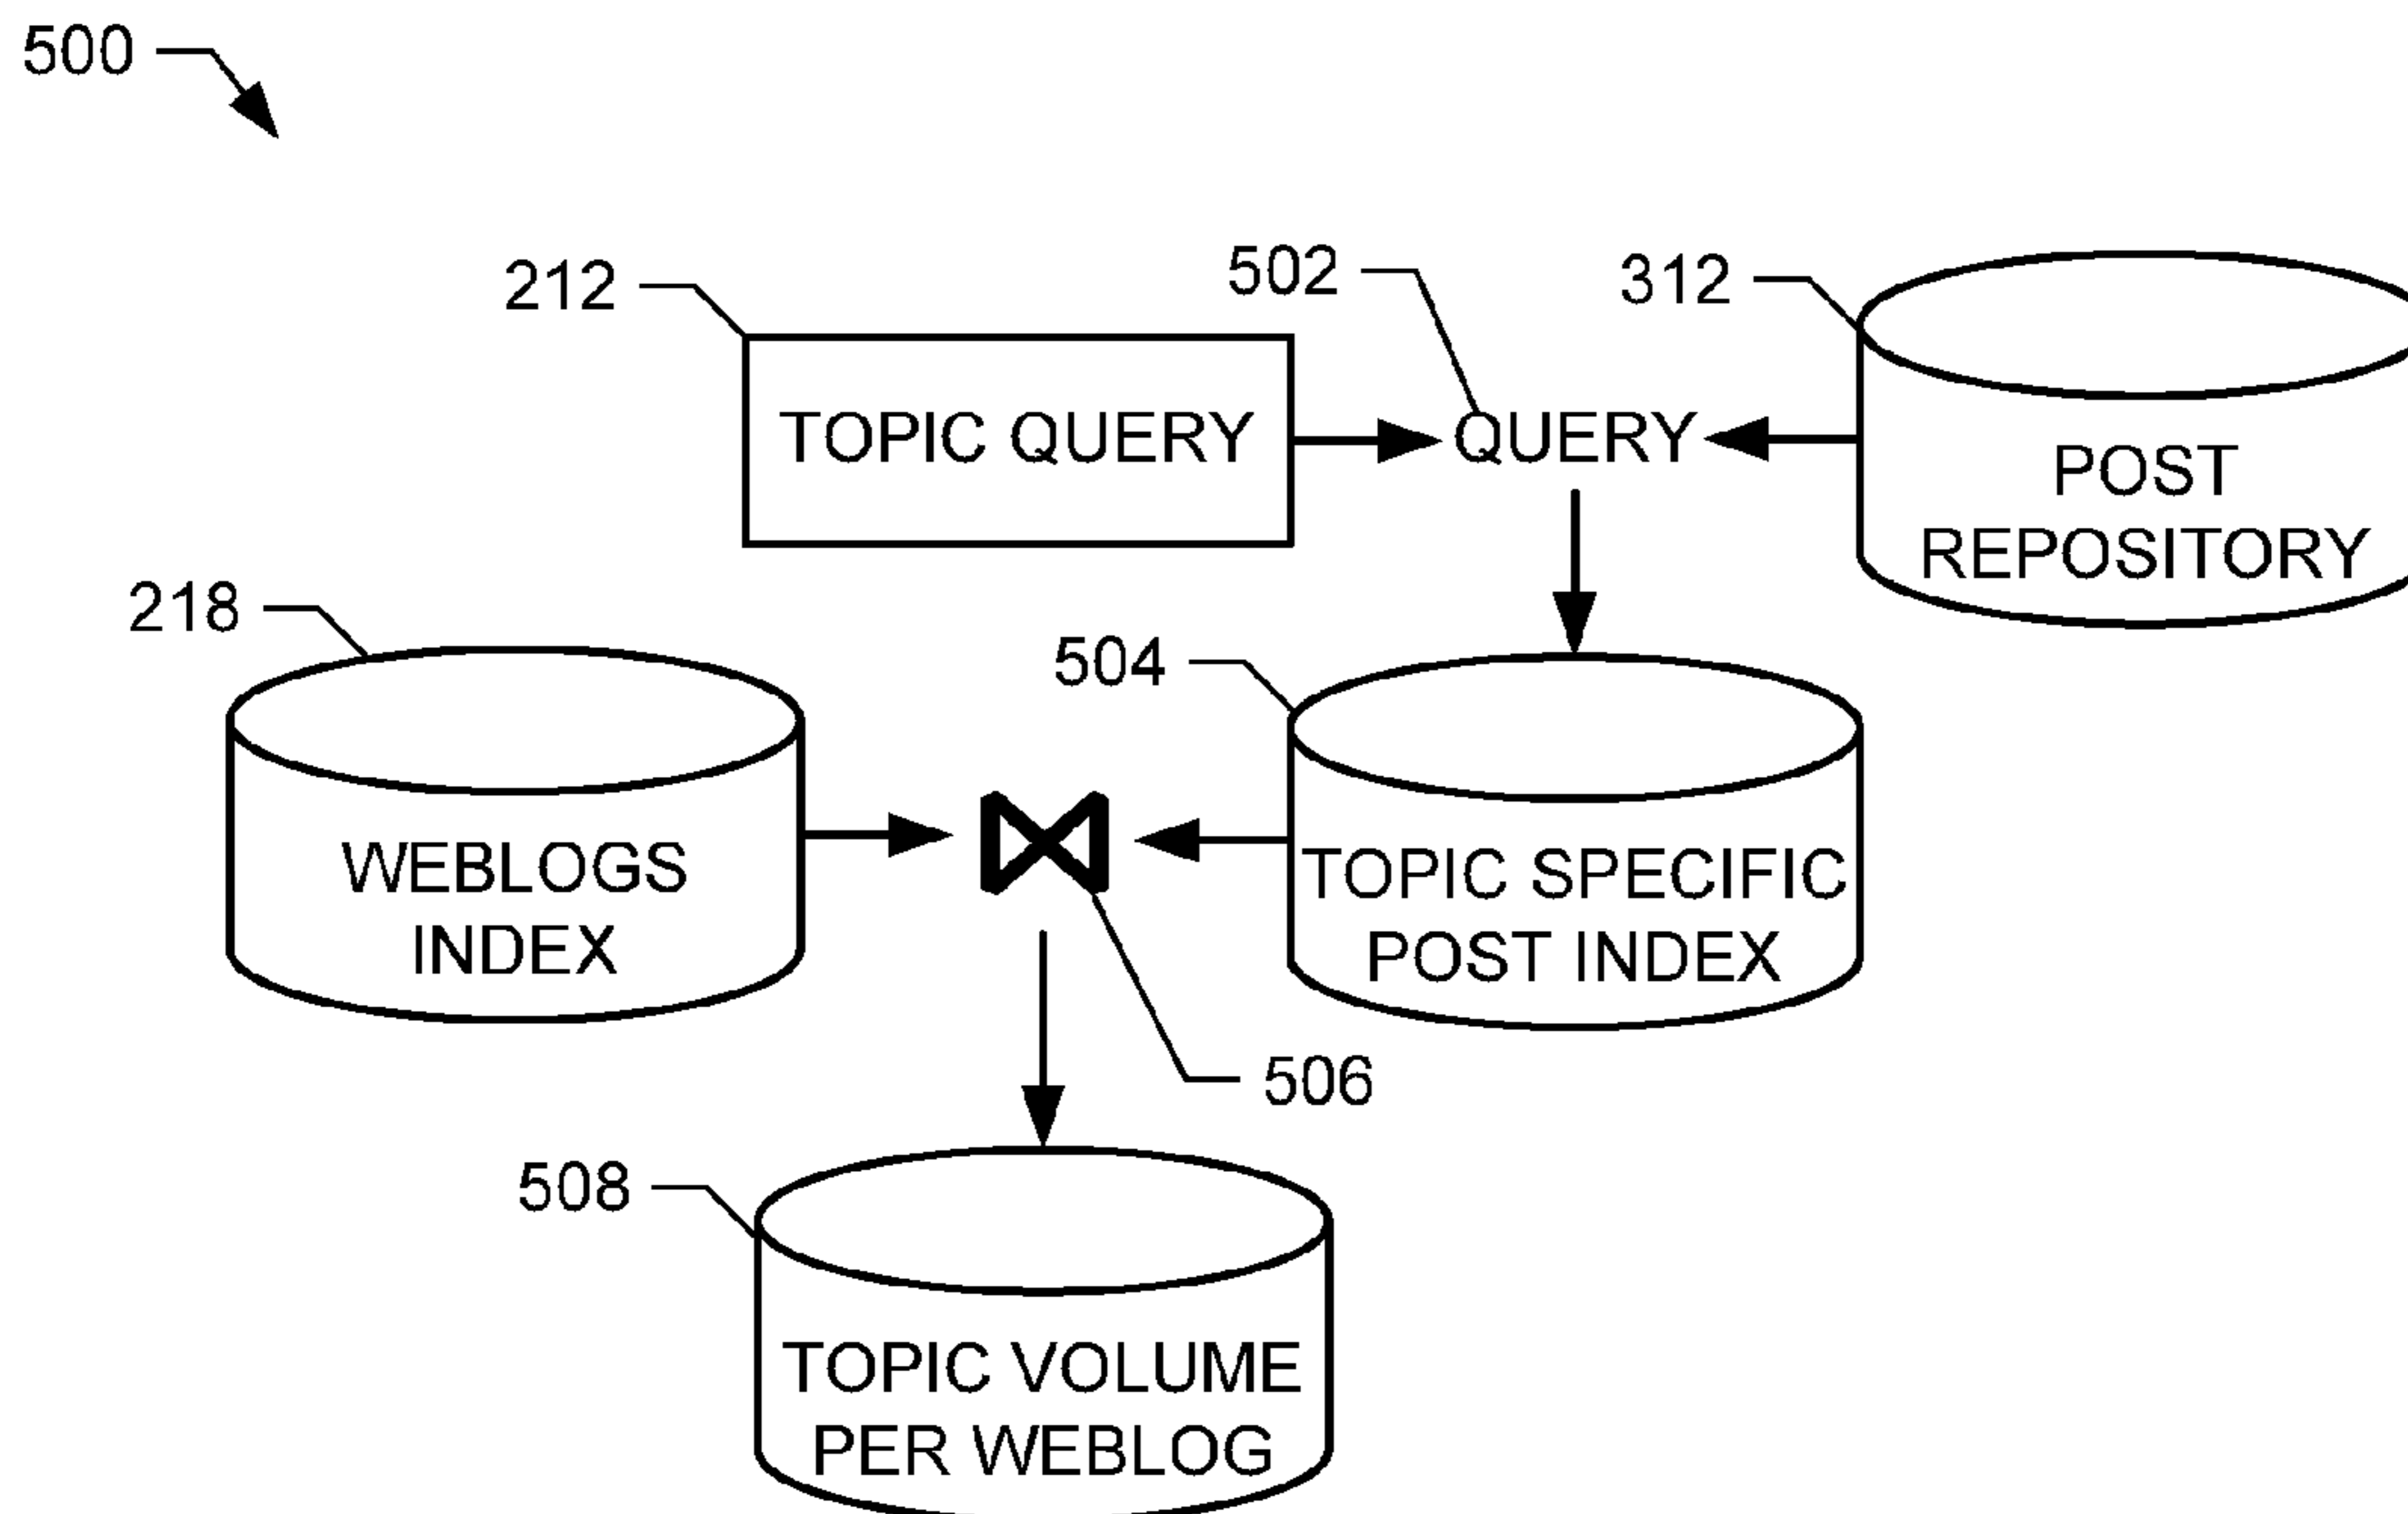 500
502
312
212
TOPIC QUERY
QUERY
POST
REPOSITORY
218
504
WEBLOGS
INDEX
TOPIC SPECIFIC
POST INDEX
506
508
TOPIC VOLUME
PER WEBLOG